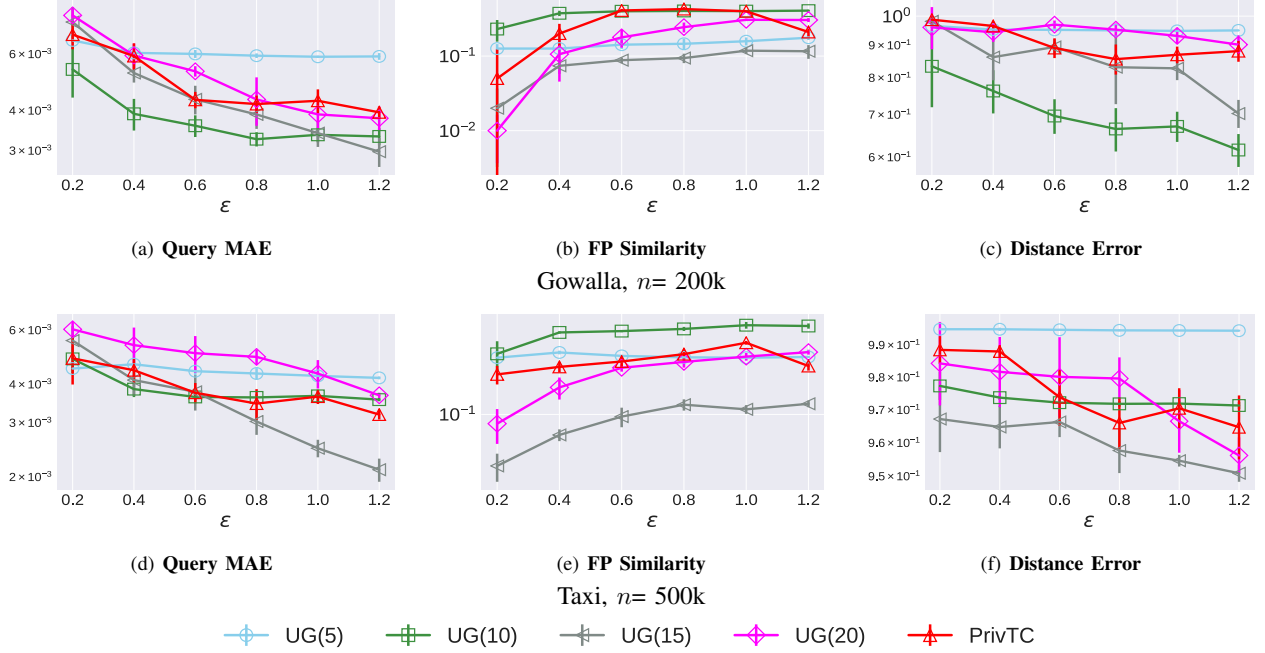 6 × 10⁻³
4 × 10⁻³
3 × 10⁻³
0.2 0.4 0.6 0.8 1.0 1.2
ε
(a) Query MAE
10⁻¹
10⁻²
0.2 0.4 0.6 0.8 1.0 1.2
ε
(b) FP Similarity
10⁰
9 × 10⁻¹
8 × 10⁻¹
7 × 10⁻¹
6 × 10⁻¹
0.2 0.4 0.6 0.8 1.0 1.2
ε
(c) Distance Error
Gowalla, n= 200k
6 × 10⁻³
4 × 10⁻³
3 × 10⁻³
2 × 10⁻³
0.2 0.4 0.6 0.8 1.0 1.2
ε
(d) Query MAE
10⁻¹
0.2 0.4 0.6 0.8 1.0 1.2
ε
(e) FP Similarity
9.9 × 10⁻¹
9.8 × 10⁻¹
9.7 × 10⁻¹
9.6 × 10⁻¹
9.5 × 10⁻¹
0.2 0.4 0.6 0.8 1.0 1.2
ε
(f) Distance Error
Taxi, n= 500k
UG(5) UG(10) UG(15) UG(20) PrivTC